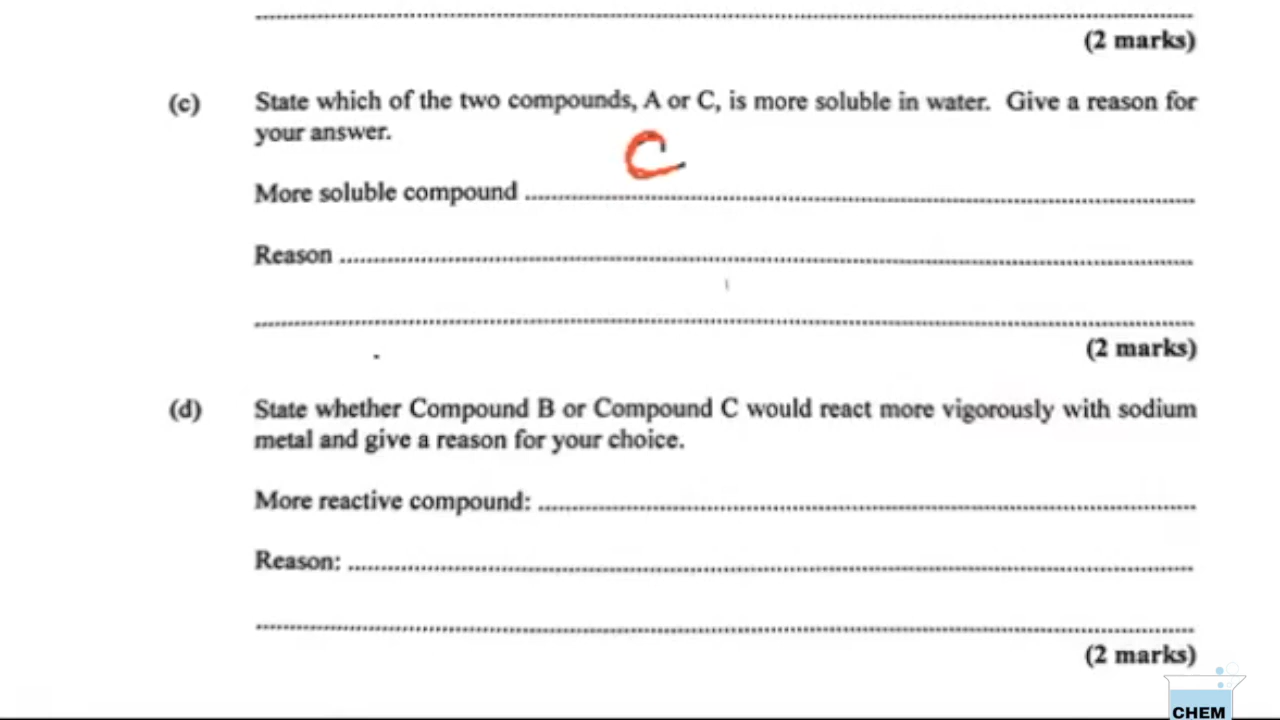 (2 marks)
(c) State which of the two compounds, A or C, is more soluble in water. Give a reason for
your answer.
C
More soluble compound
Reason
(2 marks)
(d) State whether Compound B or Compound C would react more vigorously with sodium
metal and give a reason for your choice.
More reactive compound:
Reason:
(2 marks)
CHEM